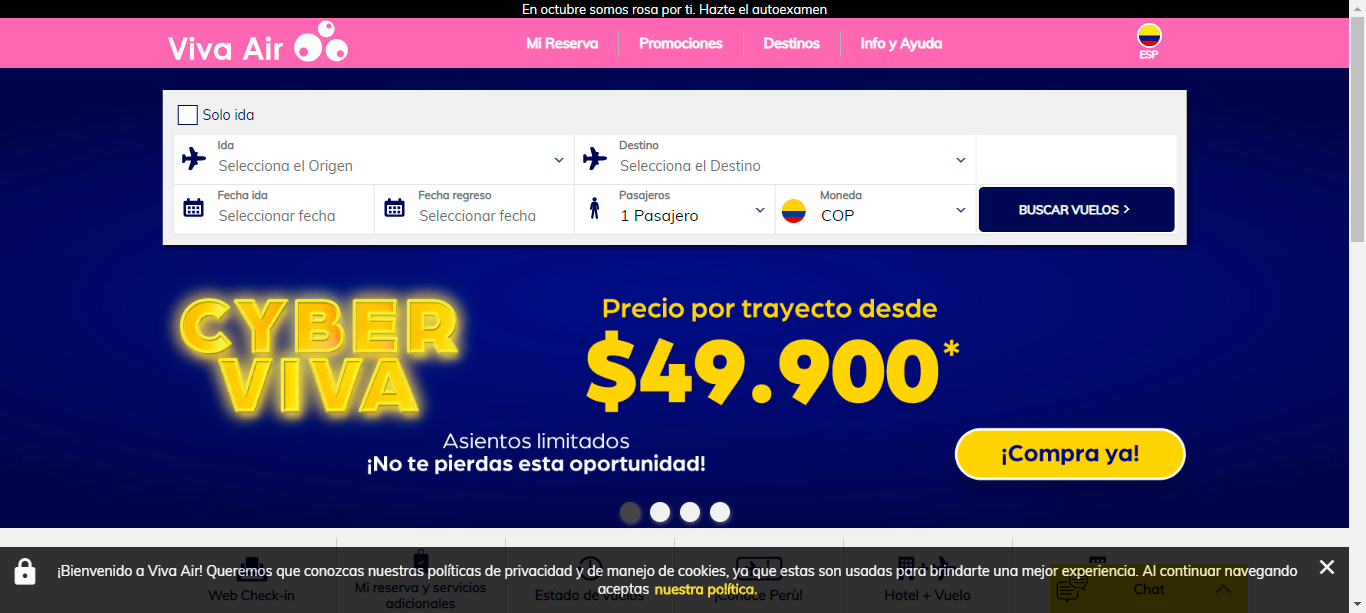 En octubre somos rosa por ti. Hazte el autoexamen
Viva Air
Mi Reserva
Promociones
Destinos
Info y Ayuda
ESP
Solo ida
Ida
Selecciona el Origen
Destino
Selecciona el Destino
Fecha ida
Seleccionar fecha
Fecha regreso
Seleccionar fecha
Pasajeros
1 Pasajero
Moneda
COP
BUSCAR VUELOS >
CYBER
VIVA
Precio por trayecto desde
$49.900*
Asientos limitados
¡No te pierdas esta oportunidad!
¡Compra ya!
¡Bienvenido a Viva Air! Queremos que conozcas nuestras políticas de privacidad y de manejo de cookies, ya que estas son usadas para brindarte una mejor experiencia. Al continuar navegando
aceptas nuestra política.
Web Check-in
Mi reserva y servicios
adicionales
Estado de vuelos
¡Conoce Perù!
Hotel + Vuelo
Chat